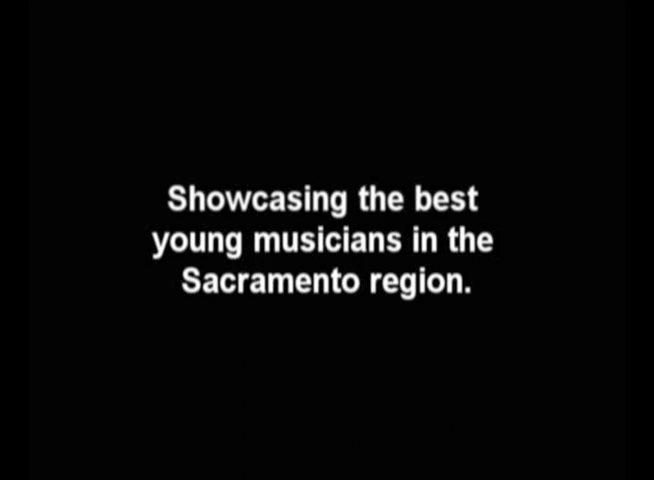 Showcasing the best
young musicians in the
Sacramento region.